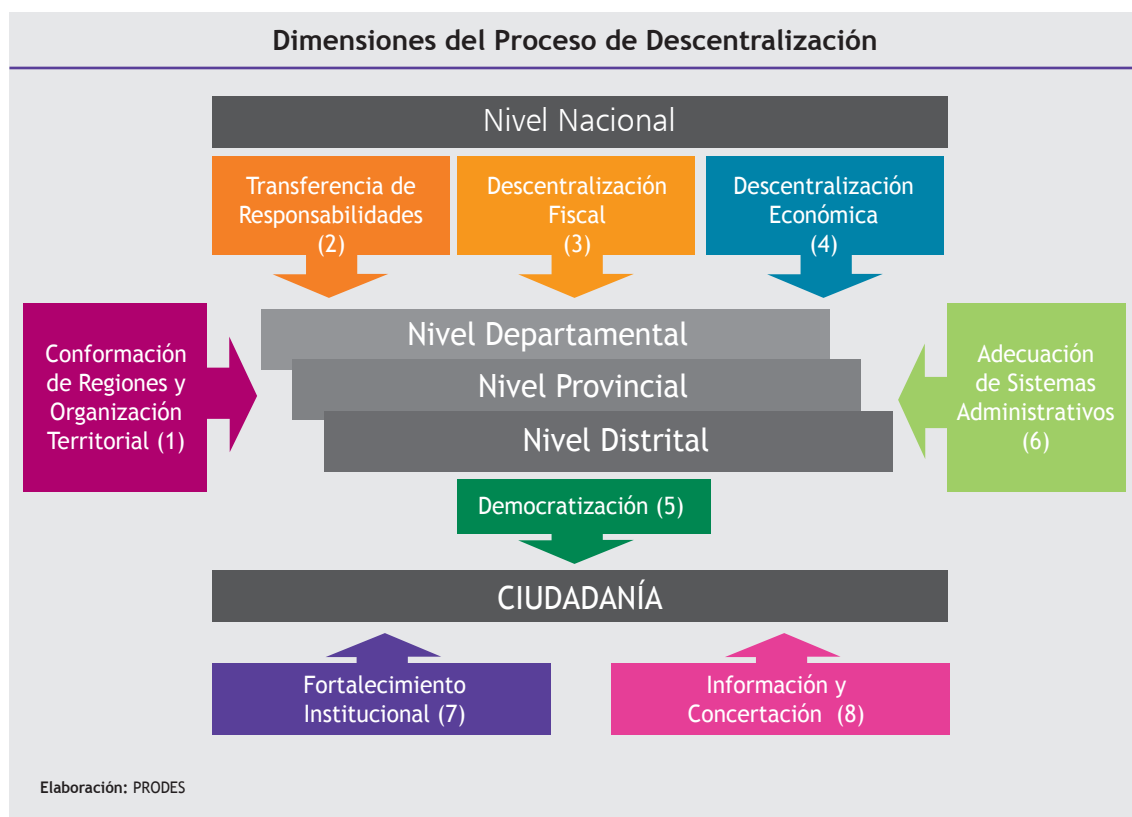 Dimensiones del Proceso de Descentralización
Nivel Nacional
Transferencia de
Responsabilidades
(2)
Descentralización
Fiscal
(3)
Descentralización
Económica
(4)
Conformación
de Regiones y
Organización
Territorial (1)
Nivel Departamental
Nivel Provincial
Nivel Distrital
Adecuación
de Sistemas
Administrativos
(6)
Democratización (5)
CIUDADANÍA
Fortalecimiento
Institucional (7)
Información y
Concertación (8)
Elaboración: PRODES